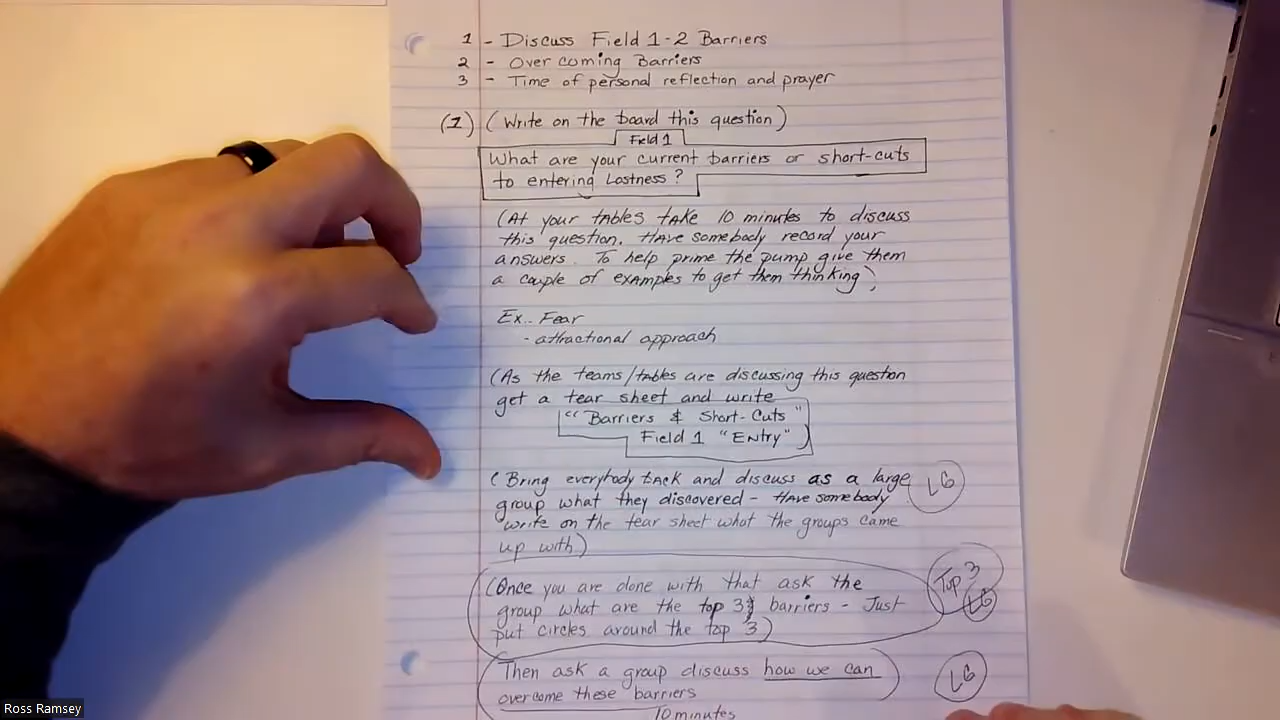 1 - Discuss Field 1-2 Barriers
2 - Over coming Barriers
3 - Time of personal reflection and prayer
(1) (Write on the board this question)
Field 1
What are your current barriers or short-cuts
to entering Lostness?
(At your tables take 10 minutes to discuss
this question. Have somebody record your
answers. To help prime the pump give them
a couple of examples to get them thinking)
Ex.. Fear
- attractional approach
(As the teams/tables are discussing this question
get a tear sheet and write
"Barriers & Short-Cuts"
Field 1 "Entry")
(Bring everybody back and discuss as a large
group what they discovered - Have somebody
write on the tear sheet what the groups came
up with)
LG
(Once you are done with that ask the
group what are the top 3 barriers - Just
put circles around the top 3)
Top 3
LG
Then ask a group discuss how we can
overcome these barriers
LG
10 minutes
Ross Ramsey